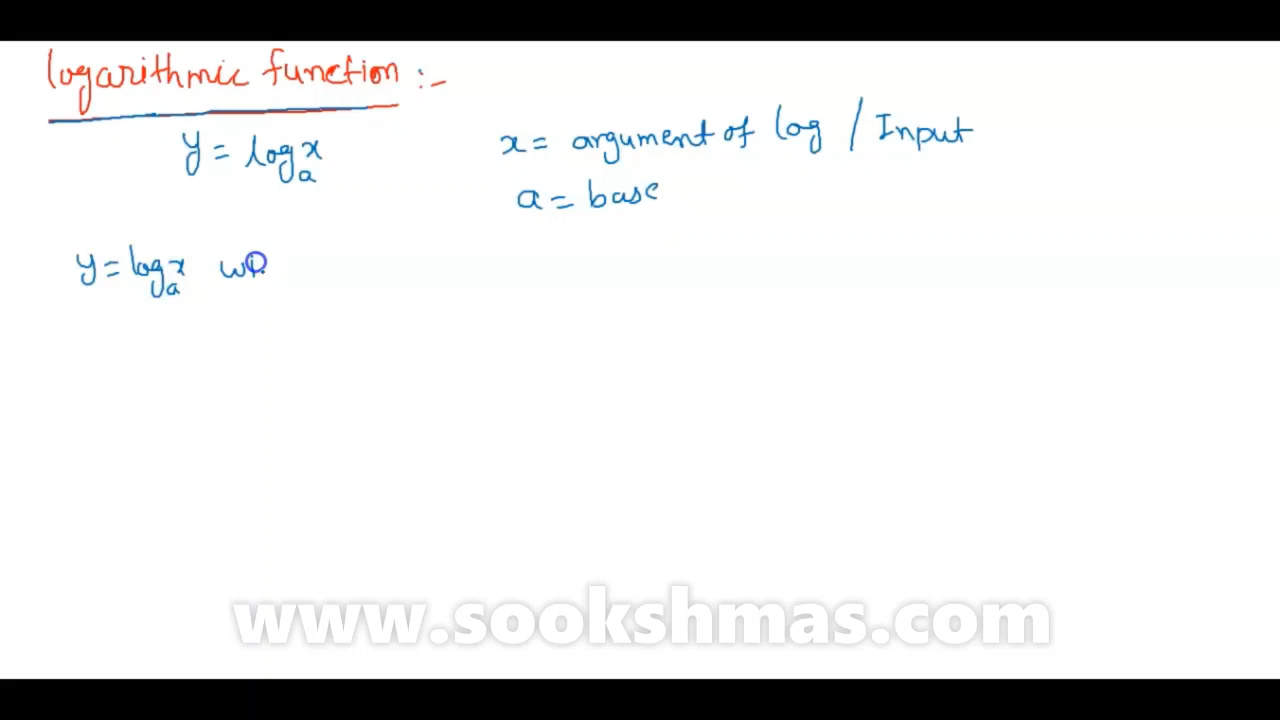 logarithmic function :-
y = logₐx
x = argument of log / Input
a = base
y = logₐx
www.sookshmas.com